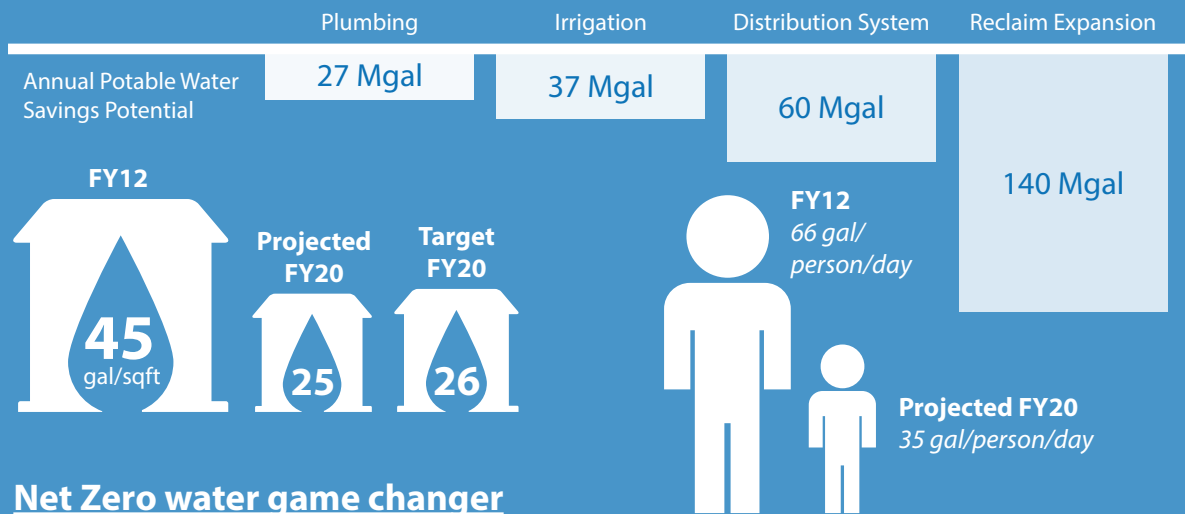 Plumbing
Irrigation
Distribution System
Reclaim Expansion
Annual Potable Water
Savings Potential
27 Mgal
37 Mgal
60 Mgal
140 Mgal
FY12
45
gal/sqft
Projected
FY20
25
Target
FY20
26
FY12
66 gal/
person/day
Projected FY20
35 gal/person/day
Net Zero water game changer